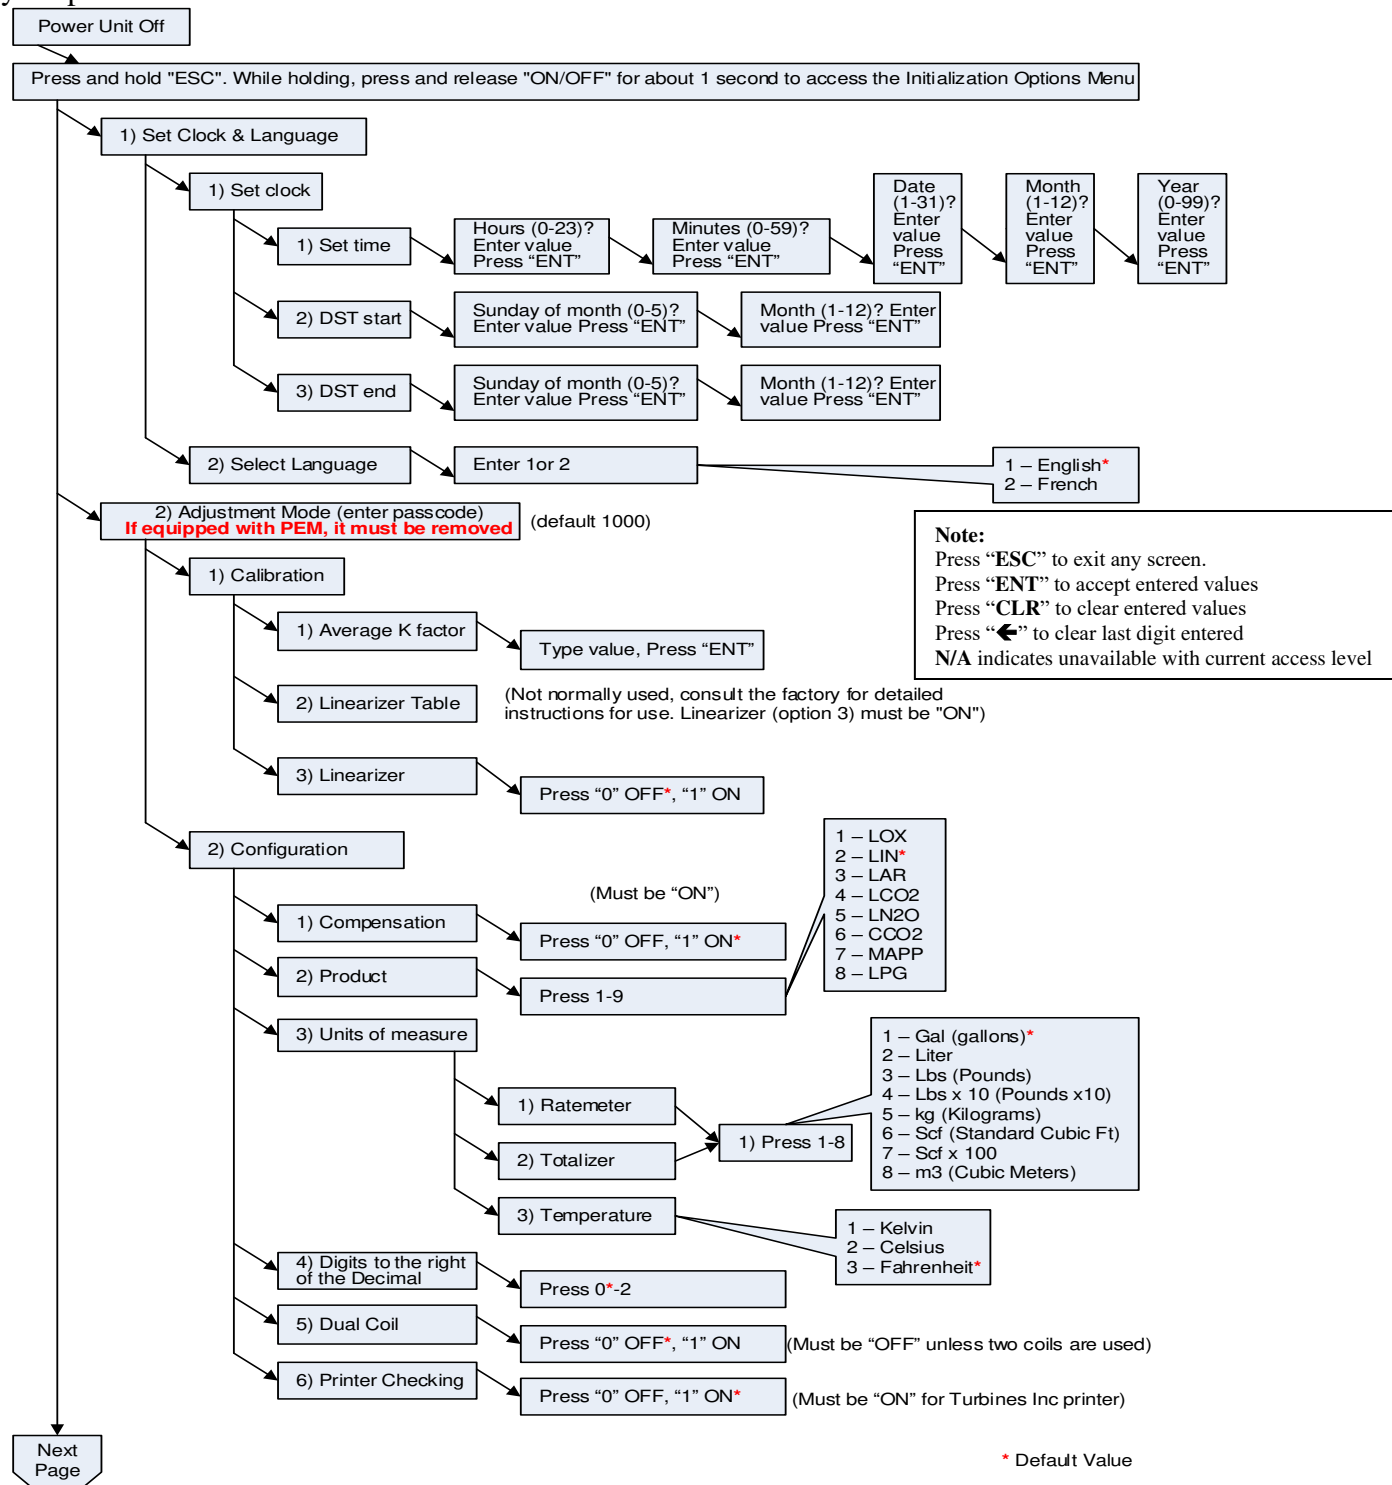 Power Unit Off
Press and hold "ESC". While holding, press and release "ON/OFF" for about 1 second to access the Initialization Options Menu
1) Set Clock & Language
1) Set clock
1) Set time
Hours (0-23)?
Enter value
Press “ENT”
Minutes (0-59)?
Enter value
Press “ENT”
Date
(1-31)?
Enter
value
Press
“ENT”
Month
(1-12)?
Enter
value
Press
“ENT”
Year
(0-99)?
Enter
value
Press
“ENT”
2) DST start
Sunday of month (0-5)?
Enter value Press “ENT”
Month (1-12)? Enter
value Press “ENT”
3) DST end
Sunday of month (0-5)?
Enter value Press “ENT”
Month (1-12)? Enter
value Press “ENT”
2) Select Language
Enter 1or 2
1 – English*
2 – French
2) Adjustment Mode (enter passcode)
If equipped with PEM, it must be removed
(default 1000)
Note:
Press “ESC” to exit any screen.
Press “ENT” to accept entered values
Press “CLR” to clear entered values
Press “🡸” to clear last digit entered
N/A indicates unavailable with current access level
1) Calibration
1) Average K factor
Type value, Press “ENT”
2) Linearizer Table
(Not normally used, consult the factory for detailed
instructions for use. Linearizer (option 3) must be "ON")
3) Linearizer
Press “0” OFF*, “1” ON
2) Configuration
(Must be “ON”)
1) Compensation
Press “0” OFF, “1” ON*
2) Product
Press 1-9
1 – LOX
2 – LIN*
3 – LAR
4 – LCO2
5 – LN2O
6 – CCO2
7 – MAPP
8 – LPG
3) Units of measure
1) Ratemeter
2) Totalizer
1) Press 1-8
1 – Gal (gallons)*
2 – Liter
3 – Lbs (Pounds)
4 – Lbs x 10 (Pounds x10)
5 – kg (Kilograms)
6 – Scf (Standard Cubic Ft)
7 – Scf x 100
8 – m3 (Cubic Meters)
3) Temperature
1 – Kelvin
2 – Celsius
3 – Fahrenheit*
4) Digits to the right
of the Decimal
Press 0*-2
5) Dual Coil
Press “0” OFF*, “1” ON
(Must be “OFF” unless two coils are used)
6) Printer Checking
Press “0” OFF, “1” ON*
(Must be “ON” for Turbines Inc printer)
Next
Page
* Default Value